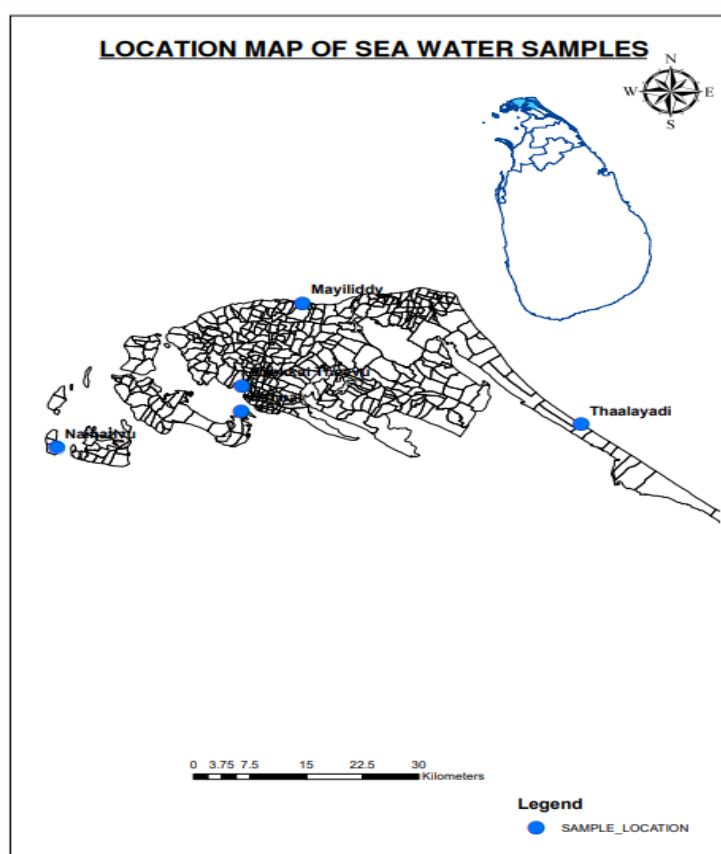 LOCATION MAP OF SEA WATER SAMPLES
N
W E
S
Mayiliddy
Thaalayadi
0 3.75 7.5 15 22.5 30
Kilometers
Legend
SAMPLE_LOCATION